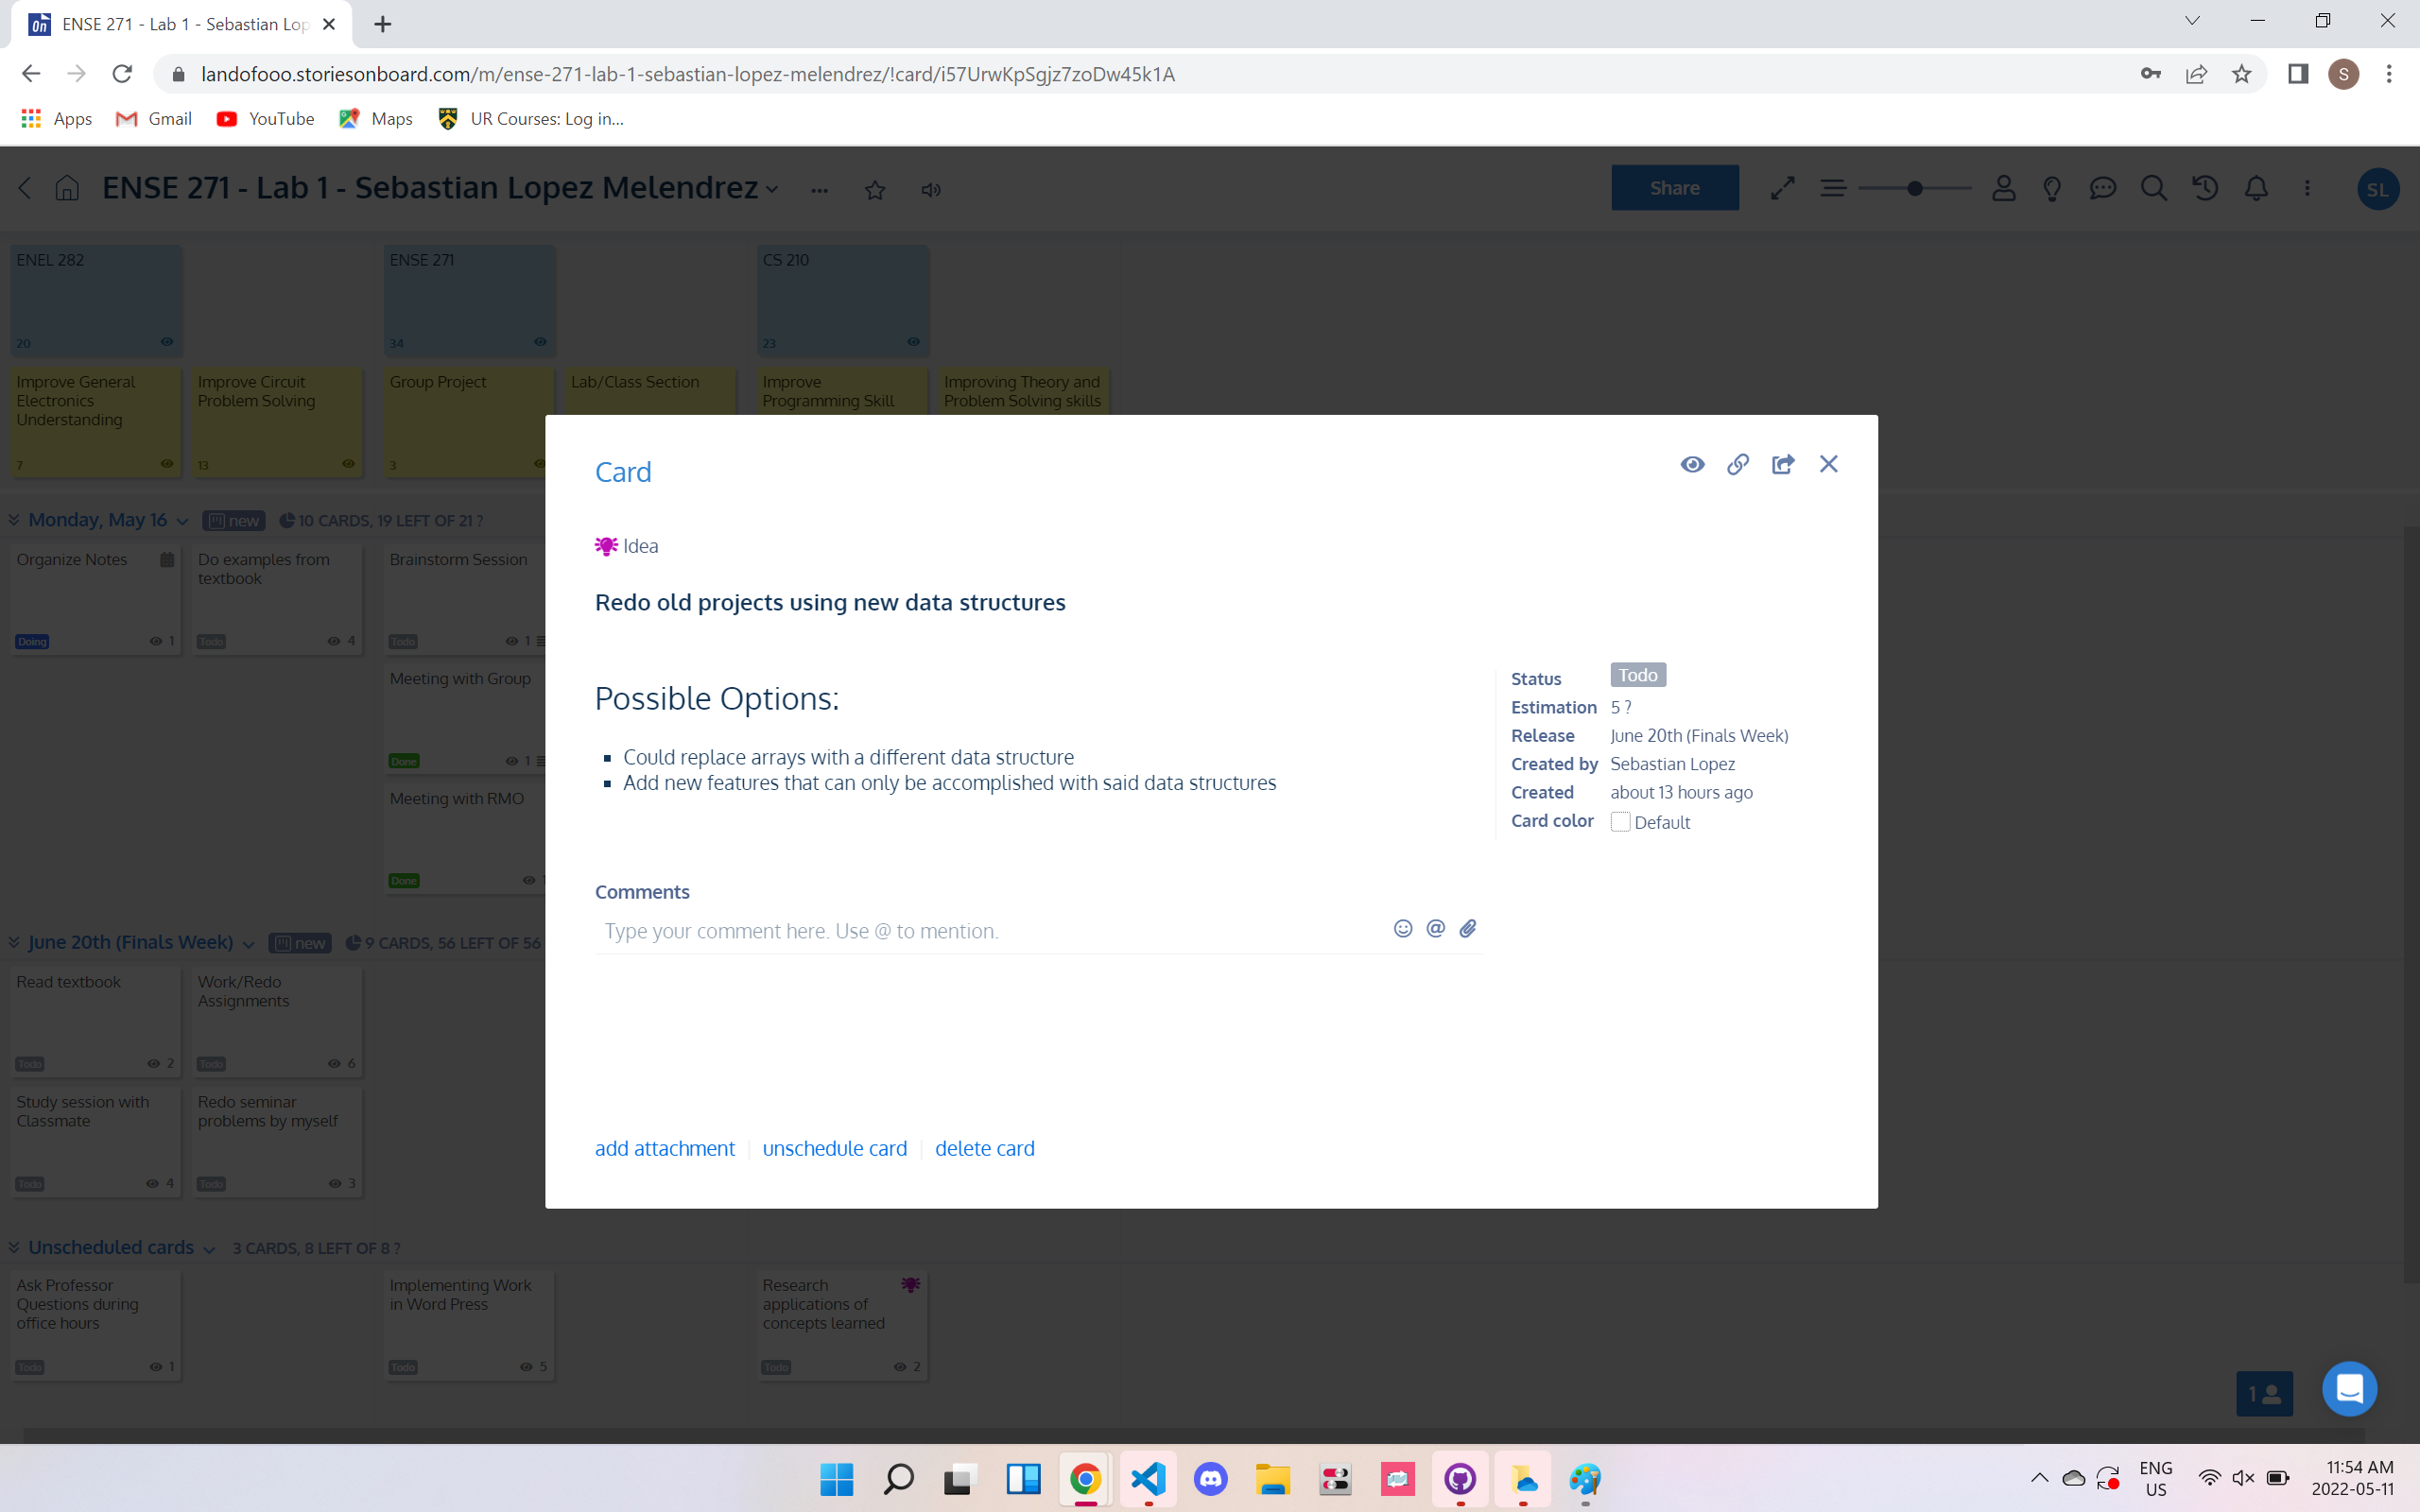 ENSE 271 - Lab 1 - Sebastian Lop
landofooo.storiesonboard.com/m/ense-271-lab-1-sebastian-lopez-melendrez/!card/i57UrwKpSgjz7zoDw45k1A
S
Apps Gmail YouTube Maps UR Courses: Log in...
ENSE 271 - Lab 1 - Sebastian Lopez Melendrez
Share
SL
ENEL 282
20
ENSE 271
34
CS 210
23
Improve General
Electronics
Understanding
7
Improve Circuit
Problem Solving
13
Group Project
3
Lab/Class Section
Improve
Programming Skill
Improving Theory and
Problem Solving skills
Monday, May 16 new 10 CARDS, 19 LEFT OF 21 ?
Organize Notes
Doing 1
Do examples from
textbook
Todo 4
Brainstorm Session
Todo 1
Meeting with Group
Done 1
Meeting with RMO
Done 1
June 20th (Finals Week) new 9 CARDS, 56 LEFT OF 56
Read textbook
Todo 2
Work/Redo
Assignments
Todo 6
Study session with
Classmate
Todo 4
Redo seminar
problems by myself
Todo 3
Unscheduled cards 3 CARDS, 8 LEFT OF 8 ?
Ask Professor
Questions during
office hours
Todo 1
Implementing Work
in Word Press
Todo 5
Research
applications of
concepts learned
Todo 2
Card
Idea
Redo old projects using new data structures
Possible Options:
Could replace arrays with a different data structure
Add new features that can only be accomplished with said data structures
Status Todo
Estimation 5 ?
Release June 20th (Finals Week)
Created by Sebastian Lopez
Created about 13 hours ago
Card color Default
Comments
Type your comment here. Use @ to mention.
add attachment unschedule card delete card
1
ENG
US
11:54 AM
2022-05-11